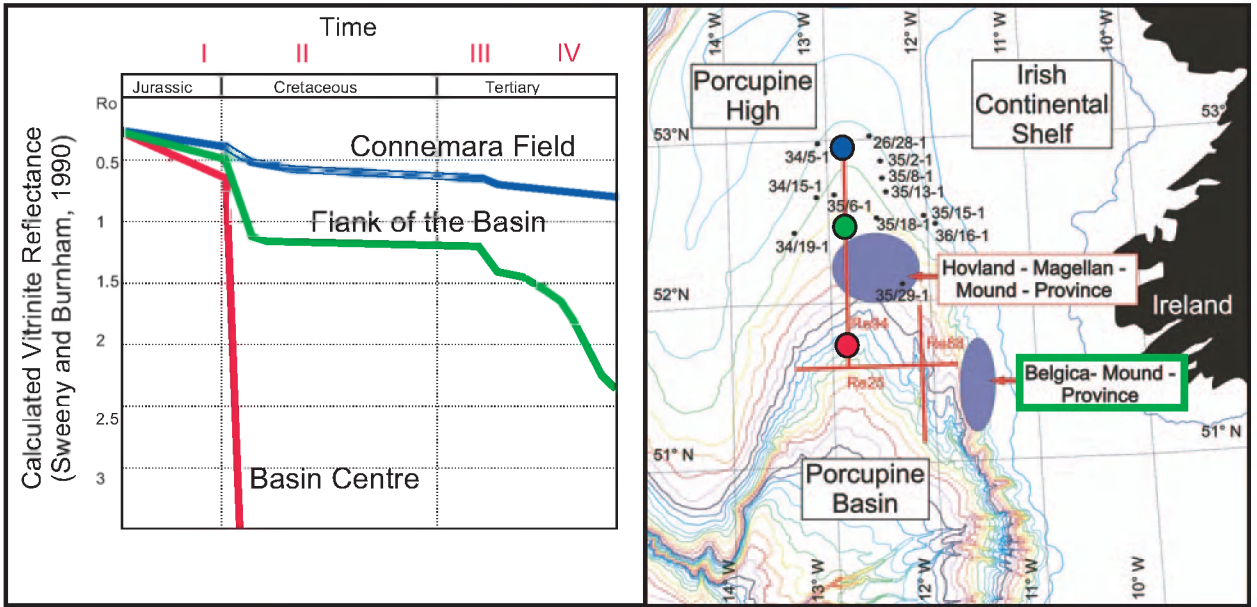 Time
I
II
III
IV
Jurassic
Cretaceous
Tertiary
Ro
0.5
1
1.5
2
2.5
3
Calculated Vitrinite Reflectance
(Sweeny and Burnham, 1990)
Connemara Field
Flank of the Basin
Basin Centre
14° W
13° W
12° W
11° W
10° W
Porcupine
High
Irish
Continental
Shelf
53°
53°N
26/28-1
34/5-1
35/2-1
35/8-1
34/15-1
35/13-1
35/6-1
35/15-1
35/18-1
36/16-1
34/19-1
Hovland - Magellan -
Mound - Province
52°N
35/29-1
Ireland
Re94
Re88
Re25
Belgica- Mound -
Province
51° N
51° N
Porcupine
Basin
14° W
13° W
12° W
11° W
10° W